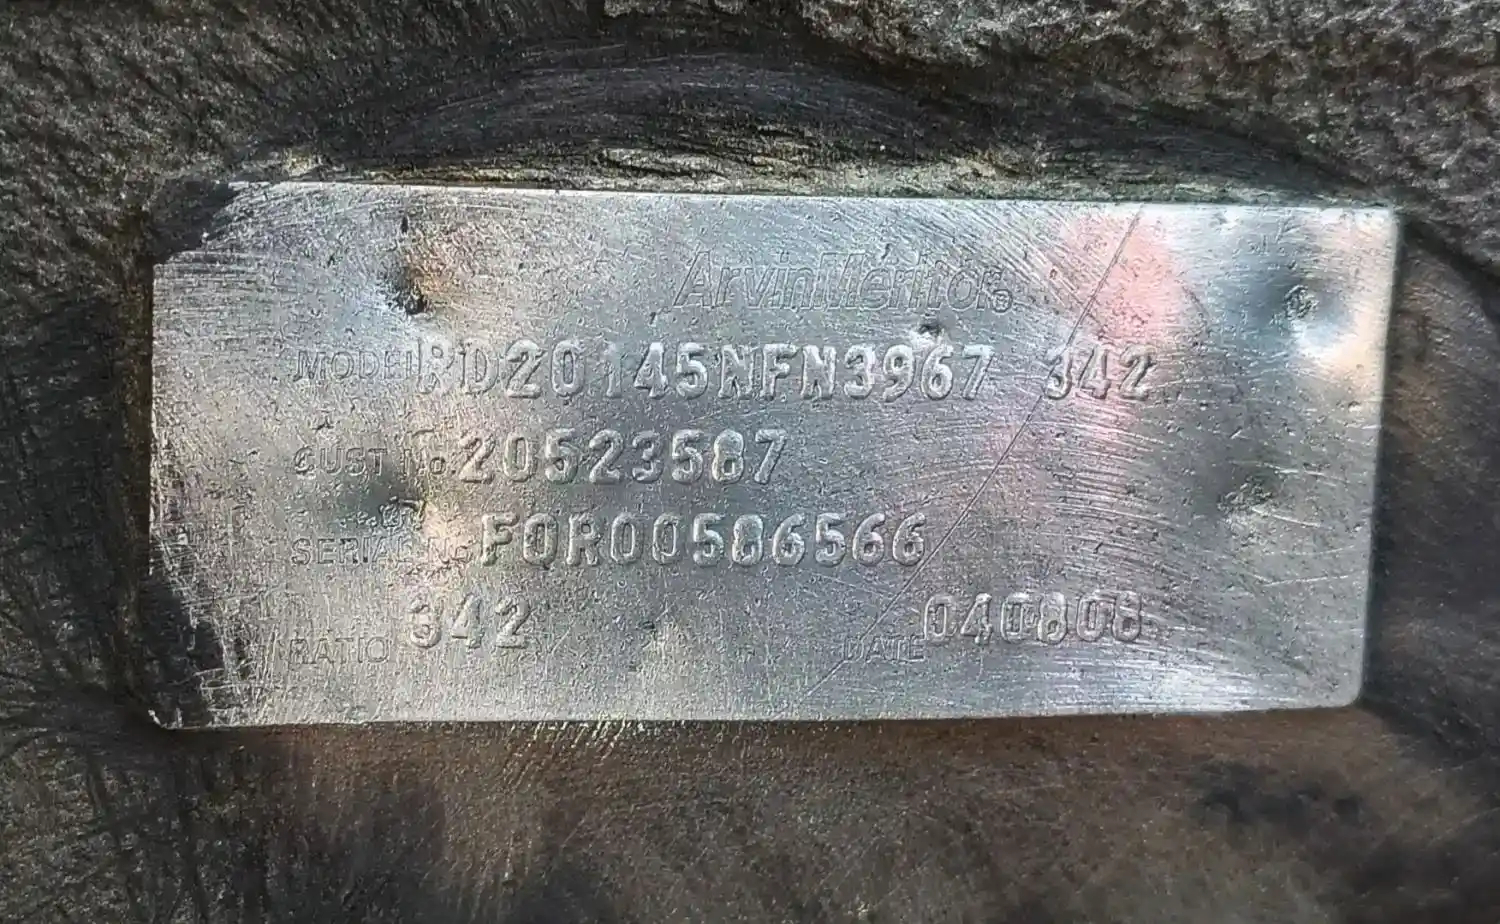 ArvinMeritor®
MODEL RD20145NFN3967 342
CUST No. 20523587
SERIAL NO FQR00586566
RATIO 342 DATE 040808